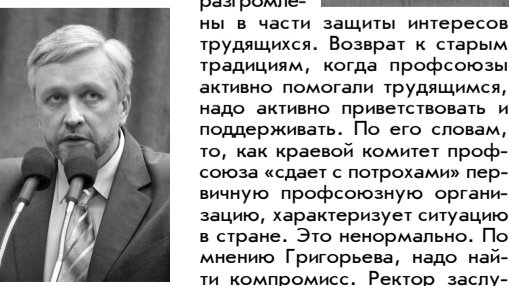 разгромле-
ны в части защиты интересов
трудящихся. Возврат к старым
традициям, когда профсоюзы
активно помогали трудящимся,
надо активно приветствовать и
поддерживать. По его словам,
то, как краевой комитет проф-
союза «сдает с потрохами» пер-
вичную профсоюзную органи-
зацию, характеризует ситуацию
в стране. Это ненормально. По
мнению Григорьева, надо най-
ти компромисс. Ректор заслу-